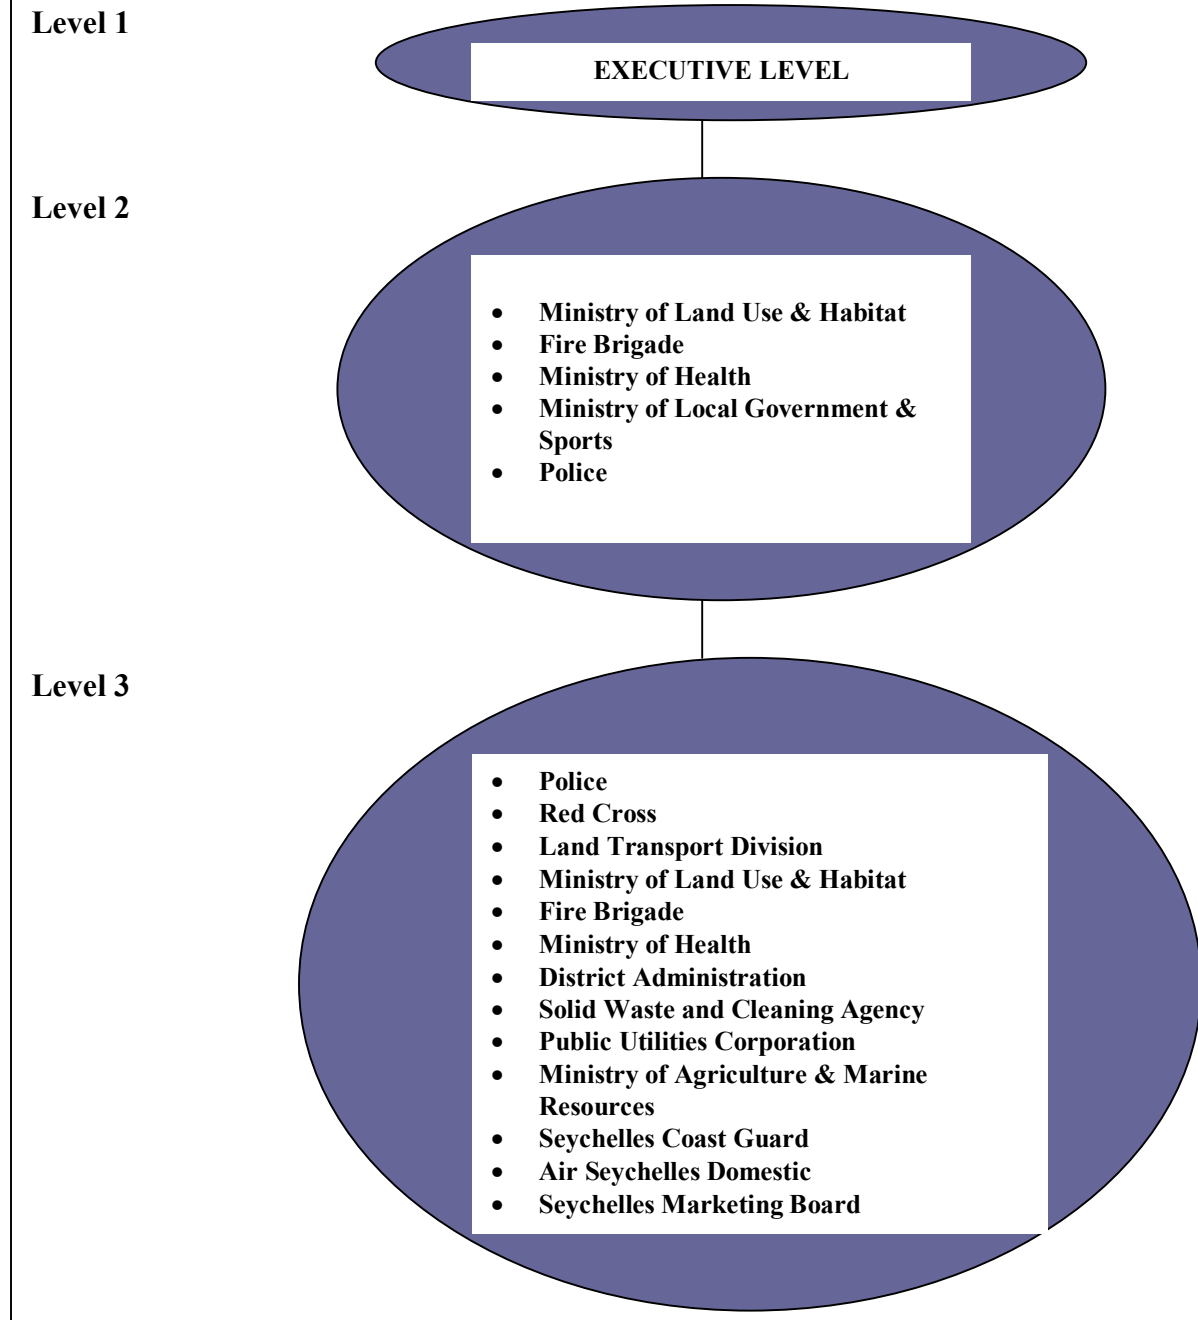 Level 1
EXECUTIVE LEVEL
Level 2
• Ministry of Land Use & Habitat
• Fire Brigade
• Ministry of Health
• Ministry of Local Government &
Sports
• Police
Level 3
• Police
• Red Cross
• Land Transport Division
• Ministry of Land Use & Habitat
• Fire Brigade
• Ministry of Health
• District Administration
• Solid Waste and Cleaning Agency
• Public Utilities Corporation
• Ministry of Agriculture & Marine
Resources
• Seychelles Coast Guard
• Air Seychelles Domestic
• Seychelles Marketing Board